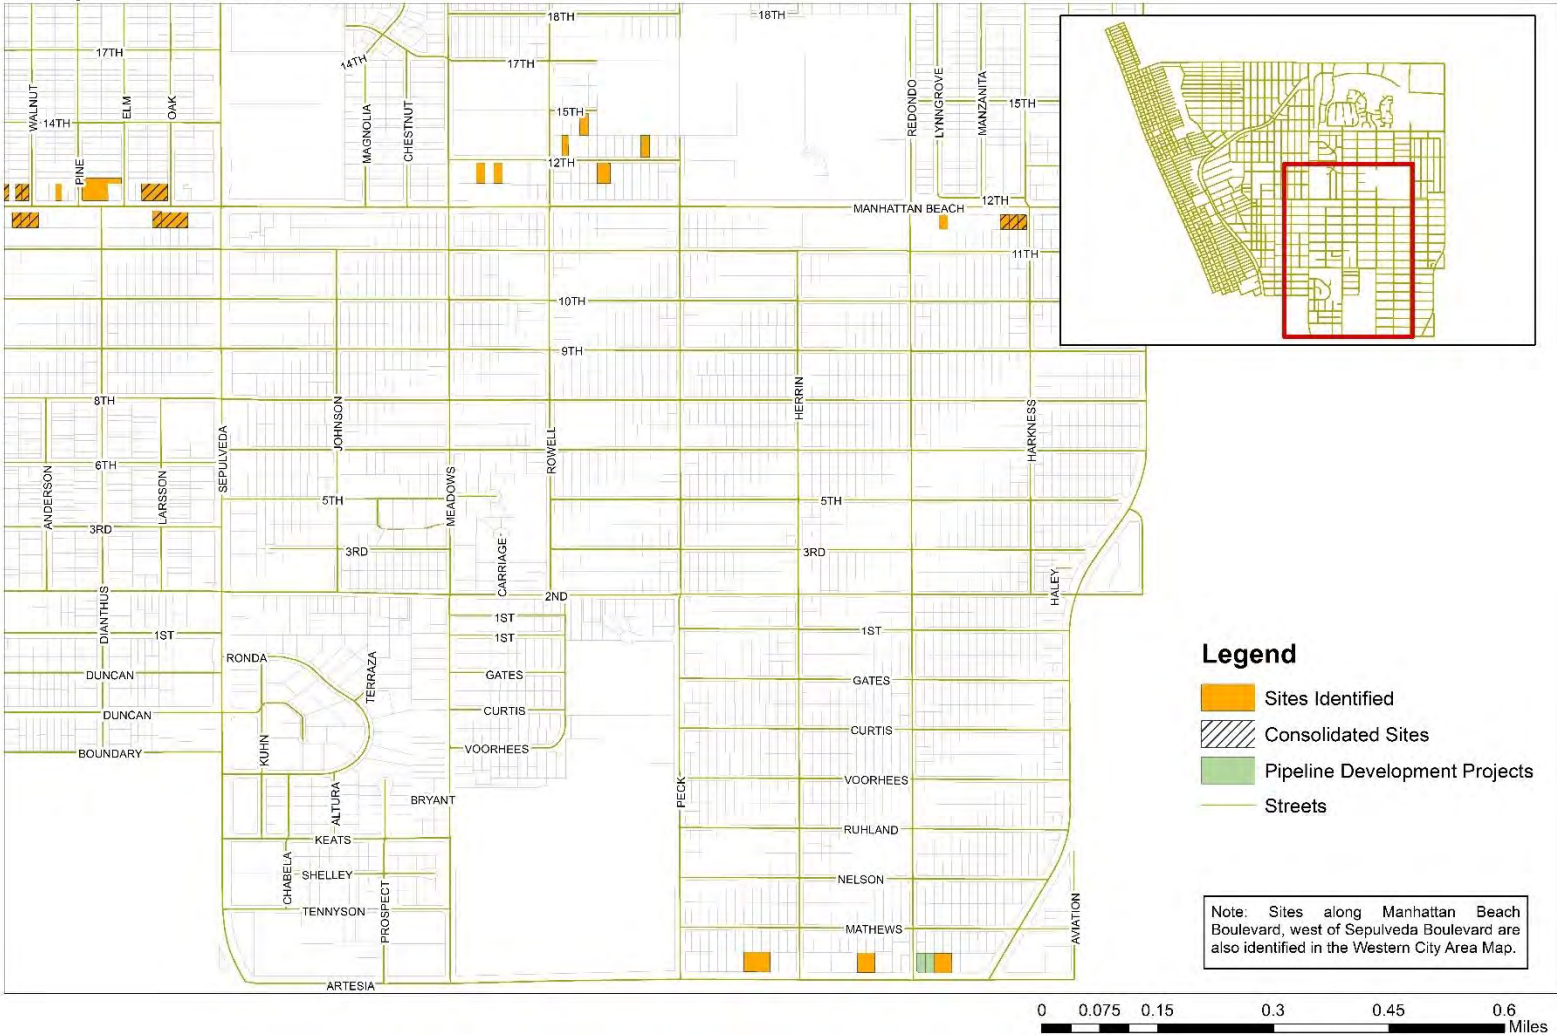 18TH
18TH
17TH
14TH
17TH
WALNUT
ELM
OAK
MAGNOLIA
CHESTNUT
15TH
REDONDO
LYNNGROVE
MANZANITA
15TH
14TH
PINE
12TH
12TH
MANHATTAN BEACH
11TH
10TH
9TH
8TH
JOHNSON
HERRIN
HARKNESS
SEPULVEDA
ROWELL
6TH
ANDERSON
LARSSON
MEADOWS
5TH
5TH
3RD
3RD
3RD
CARRIAGE
HALEY
2ND
DIANTHUS
1ST
1ST
1ST
1ST
RONDA
TERRAZA
DUNCAN
GATES
GATES
DUNCAN
CURTIS
CURTIS
BOUNDARY
KUHN
VOORHEES
VOORHEES
PECK
ALTURA
BRYANT
KEATS
RUHLAND
CHABELA
SHELLEY
NELSON
TENNYSON
PROSPECT
MATHEWS
AVIATION
ARTESIA
Legend
Sites Identified
Consolidated Sites
Pipeline Development Projects
Streets
Note: Sites along Manhattan Beach
Boulevard, west of Sepulveda Boulevard are
also identified in the Western City Area Map.
0 0.075 0.15 0.3 0.45 0.6
Miles